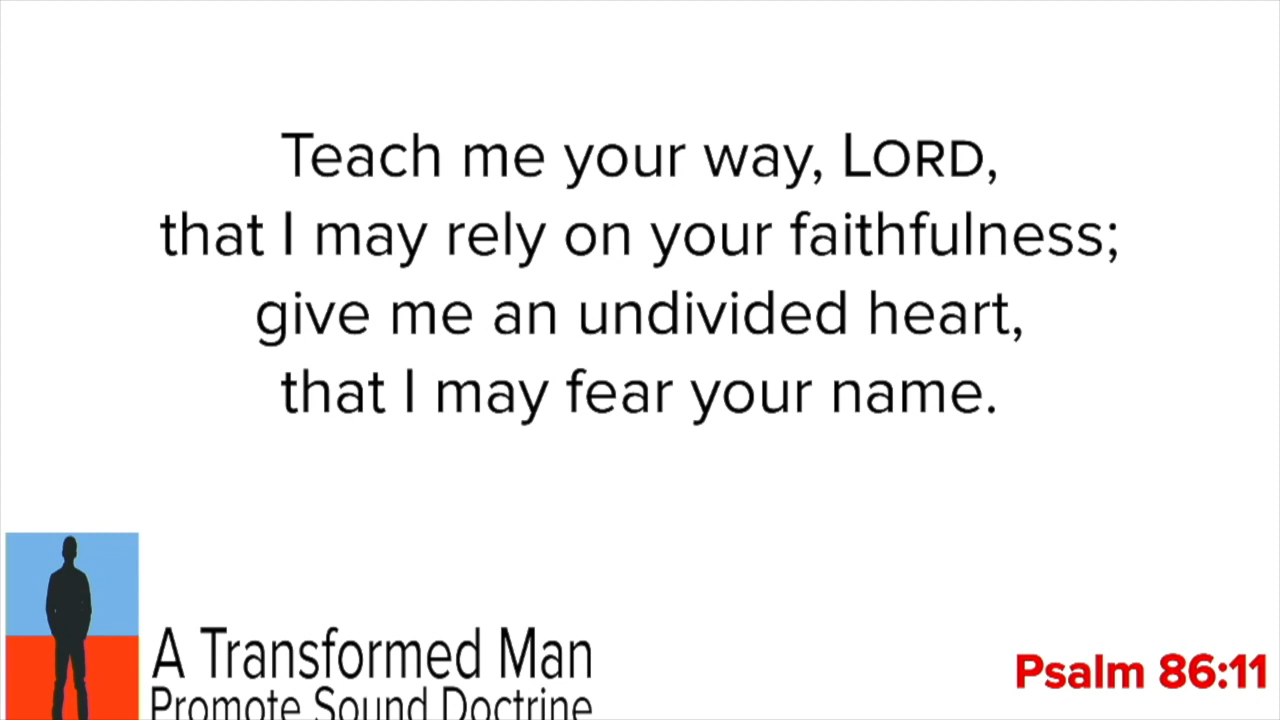 Teach me your way, LORD,
that I may rely on your faithfulness;
give me an undivided heart,
that I may fear your name.
A Transformed Man
Promote Sound Doctrine
Psalm 86:11